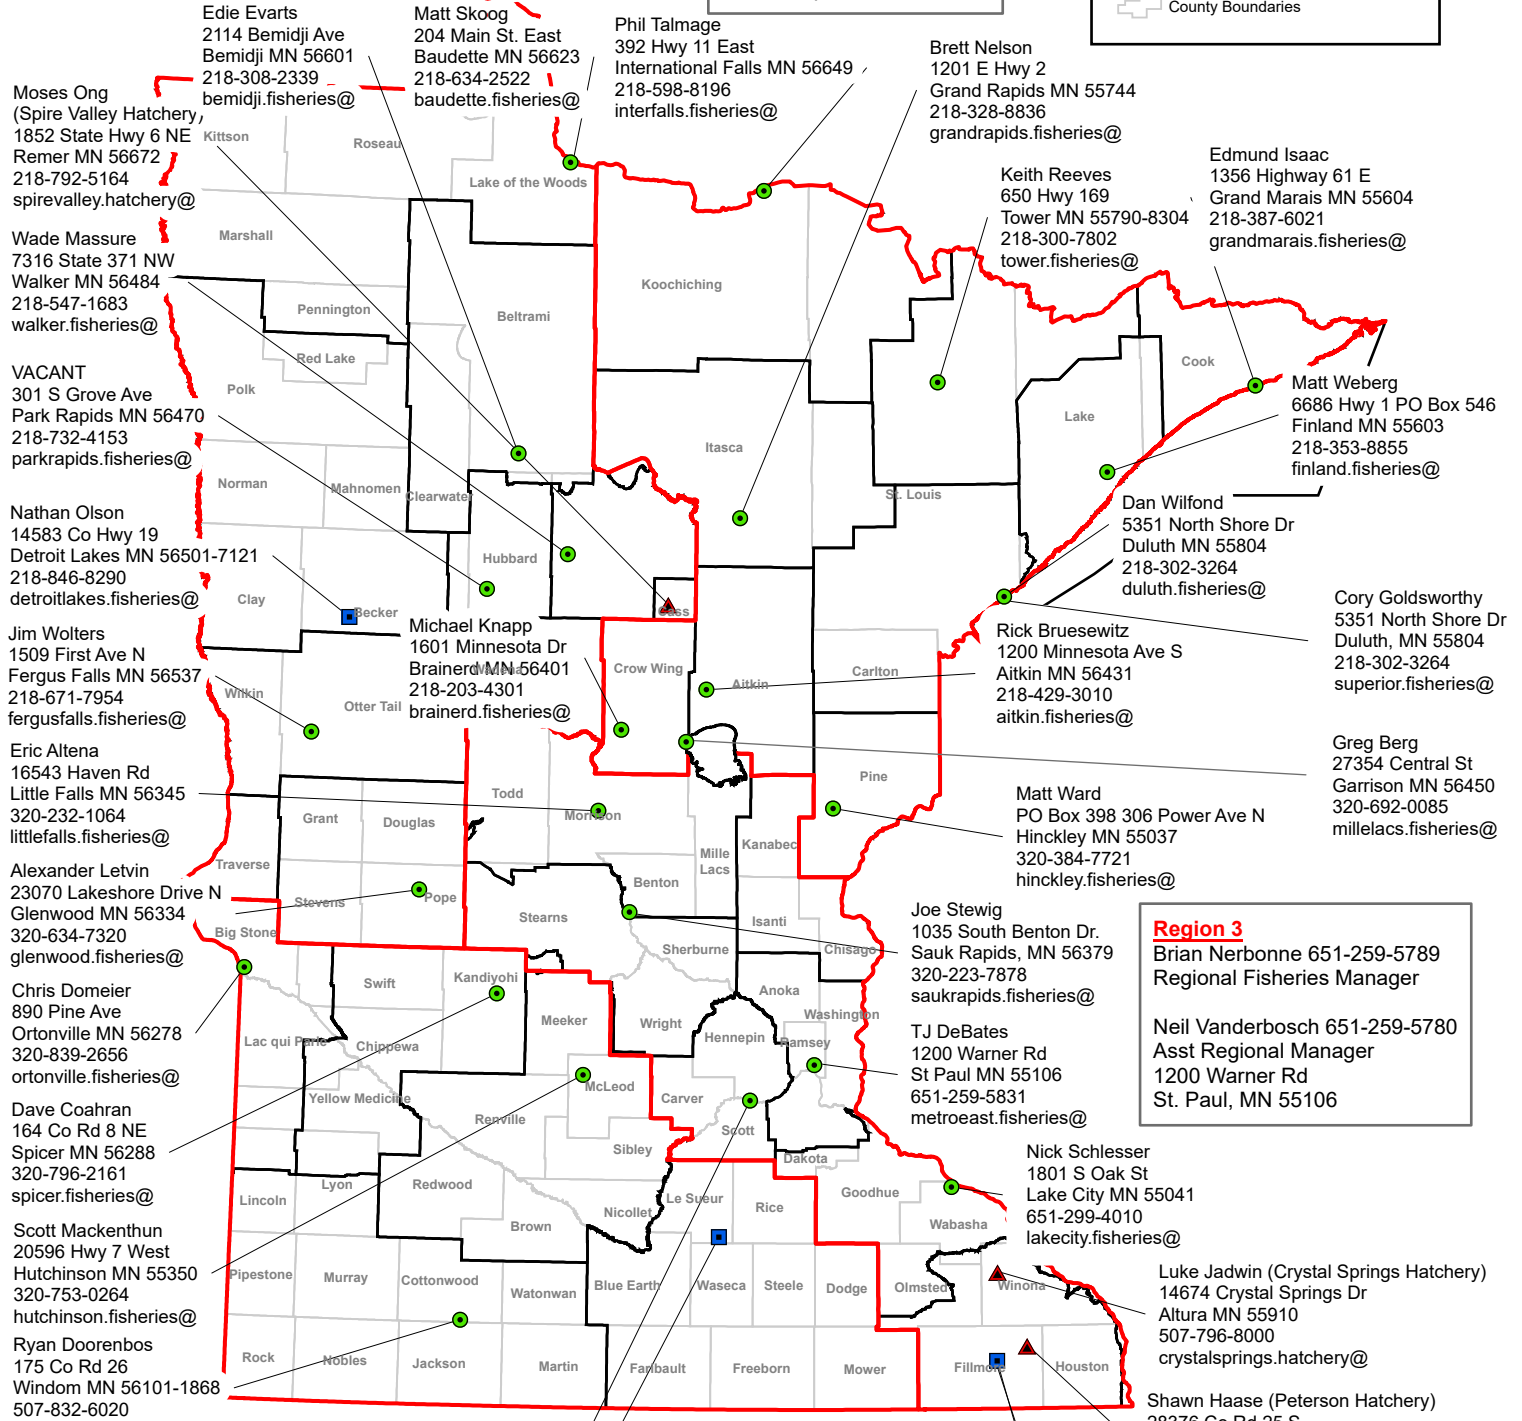 County Boundaries
Edie Evarts
2114 Bemidji Ave
Bemidji MN 56601
218-308-2339
bemidji.fisheries@
Matt Skoog
204 Main St. East
Baudette MN 56623
218-634-2522
baudette.fisheries@
Phil Talmage
392 Hwy 11 East
International Falls MN 56649
218-598-8196
interfalls.fisheries@
Brett Nelson
1201 E Hwy 2
Grand Rapids MN 55744
218-328-8836
grandrapids.fisheries@
Moses Ong
(Spire Valley Hatchery)
1852 State Hwy 6 NE
Remer MN 56672
218-792-5164
spirevalley.hatchery@
Edmund Isaac
1356 Highway 61 E
Grand Marais MN 55604
218-387-6021
grandmarais.fisheries@
Keith Reeves
650 Hwy 169
Tower MN 55790-8304
218-300-7802
tower.fisheries@
Wade Massure
7316 State 371 NW
Walker MN 56484
218-547-1683
walker.fisheries@
VACANT
301 S Grove Ave
Park Rapids MN 56470
218-732-4153
parkrapids.fisheries@
Matt Weberg
6686 Hwy 1 PO Box 546
Finland MN 55603
218-353-8855
finland.fisheries@
Dan Wilfond
5351 North Shore Dr
Duluth MN 55804
218-302-3264
duluth.fisheries@
Nathan Olson
14583 Co Hwy 19
Detroit Lakes MN 56501-7121
218-846-8290
detroitlakes.fisheries@
Cory Goldsworthy
5351 North Shore Dr
Duluth, MN 55804
218-302-3264
superior.fisheries@
Michael Knapp
1601 Minnesota Dr
Brainerd MN 56401
218-203-4301
brainerd.fisheries@
Rick Bruesewitz
1200 Minnesota Ave S
Aitkin MN 56431
218-429-3010
aitkin.fisheries@
Jim Wolters
1509 First Ave N
Fergus Falls MN 56537
218-671-7954
fergusfalls.fisheries@
Greg Berg
27354 Central St
Garrison MN 56450
320-692-0085
millelacs.fisheries@
Eric Altena
16543 Haven Rd
Little Falls MN 56345
320-232-1064
littlefalls.fisheries@
Matt Ward
PO Box 398 306 Power Ave N
Hinckley MN 55037
320-384-7721
hinckley.fisheries@
Alexander Letvin
23070 Lakeshore Drive N
Glenwood MN 56334
320-634-7320
glenwood.fisheries@
Joe Stewig
1035 South Benton Dr.
Sauk Rapids, MN 56379
320-223-7878
saukrapids.fisheries@
Region 3
Brian Nerbonne 651-259-5789
Regional Fisheries Manager
Neil Vanderbosch 651-259-5780
Asst Regional Manager
1200 Warner Rd
St. Paul, MN 55106
Chris Domeier
890 Pine Ave
Ortonville MN 56278
320-839-2656
ortonville.fisheries@
TJ DeBates
1200 Warner Rd
St Paul MN 55106
651-259-5831
metroeast.fisheries@
Dave Coahran
164 Co Rd 8 NE
Spicer MN 56288
320-796-2161
spicer.fisheries@
Nick Schlesser
1801 S Oak St
Lake City MN 55041
651-299-4010
lakecity.fisheries@
Scott Mackenthun
20596 Hwy 7 West
Hutchinson MN 55350
320-753-0264
hutchinson.fisheries@
Luke Jadwin (Crystal Springs Hatchery)
14674 Crystal Springs Dr
Altura MN 55910
507-796-8000
crystalsprings.hatchery@
Ryan Doorenbos
175 Co Rd 26
Windom MN 56101-1868
507-832-6020
Shawn Haase (Peterson Hatchery)
28376 Co Rd 25 S
Kittson
Roseau
Lake of the Woods
Marshall
Koochiching
Pennington
Beltrami
Red Lake
Polk
Cook
Lake
Itasca
St. Louis
Norman
Mahnomen
Clearwater
Hubbard
Clay
Becker
Cass
Wadena
Crow Wing
Aitkin
Carlton
Wilkin
Otter Tail
Pine
Todd
Morrison
Grant
Douglas
Mille
Lacs
Kanabec
Traverse
Benton
Stevens
Pope
Stearns
Isanti
Big Stone
Sherburne
Chisago
Swift
Kandiyohi
Anoka
Meeker
Wright
Washington
Lac qui Parle
Chippewa
Hennepin
Ramsey
McLeod
Yellow Medicine
Renville
Carver
Scott
Sibley
Dakota
Lyon
Redwood
Lincoln
Le Sueur
Goodhue
Rice
Nicollet
Brown
Wabasha
Pipestone
Murray
Cottonwood
Watonwan
Blue Earth
Waseca
Steele
Dodge
Olmsted
Winona
Rock
Nobles
Jackson
Martin
Faribault
Freeborn
Mower
Fillmore
Houston